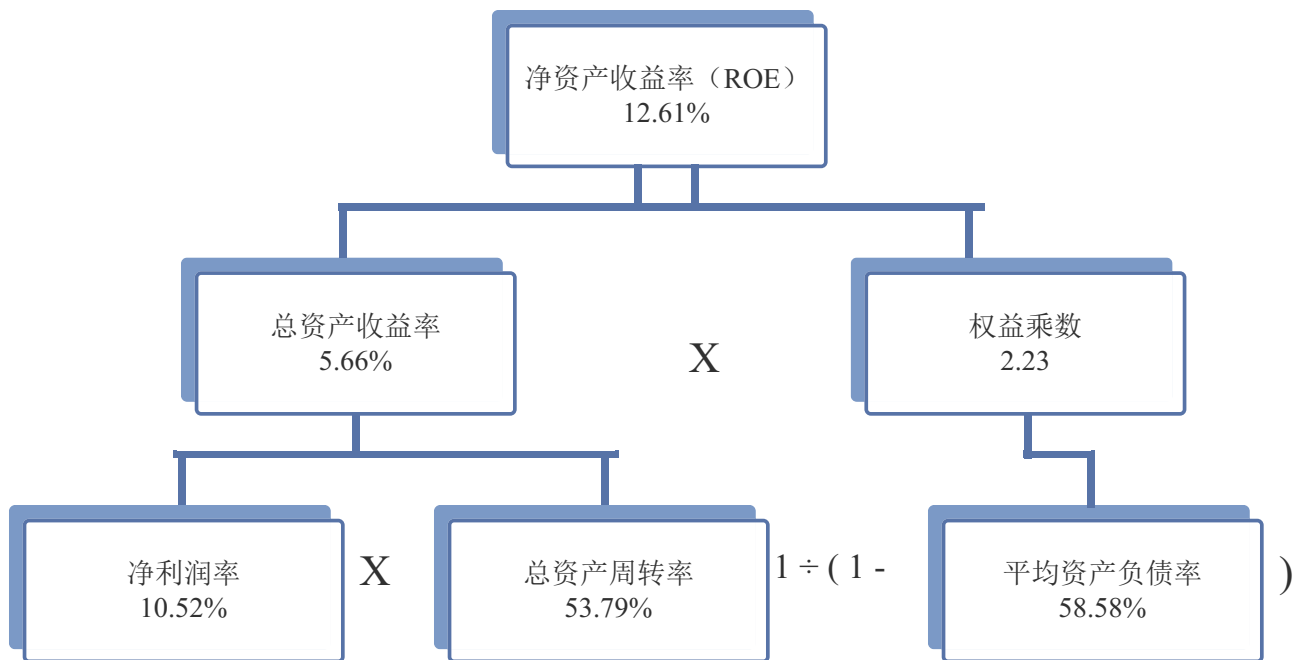 净资产收益率（ROE）
12.61%
总资产收益率
5.66%
X
权益乘数
2.23
净利润率
10.52%
X
总资产周转率
53.79%
1 ÷ ( 1 -
平均资产负债率
58.58%
)